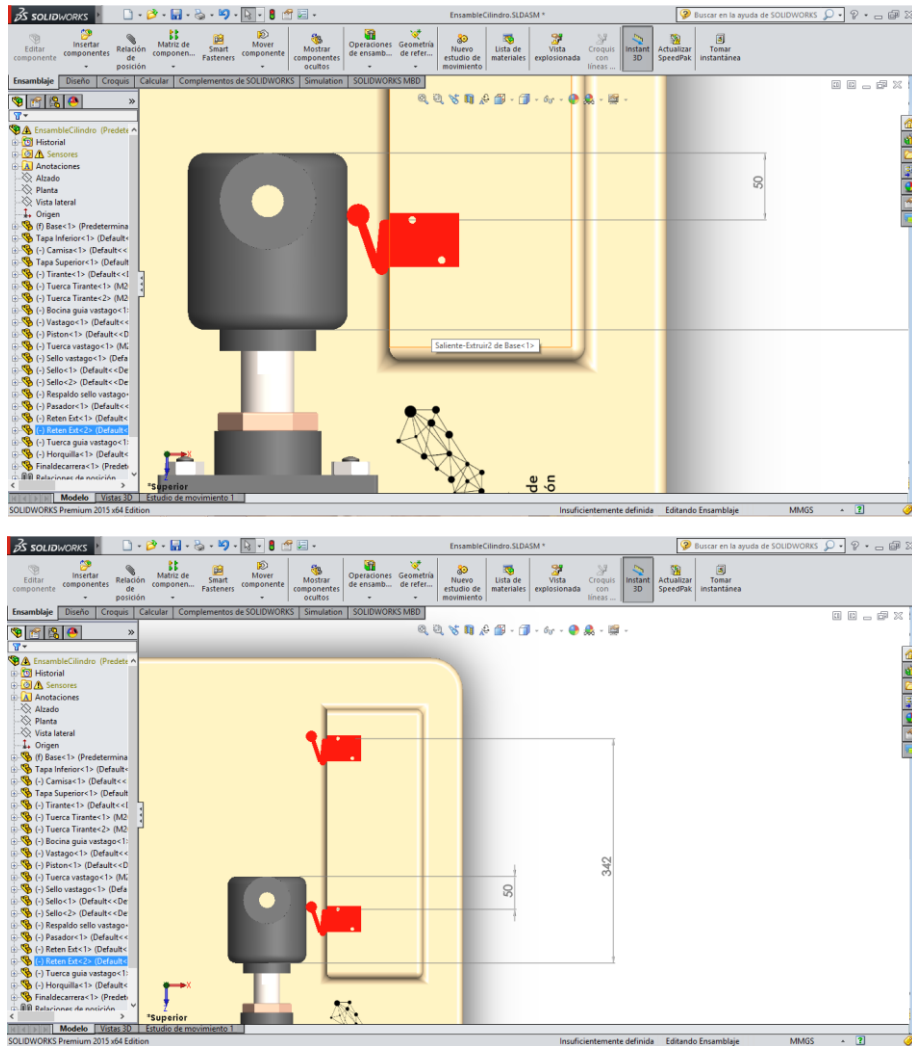 SOLIDWORKS
EnsambleCilindro.SLDASM *
Buscar en la ayuda de SOLIDWORKS
Editar componente
Insertar componentes
Relación de posición
Matriz de componen...
Smart Fasteners
Mover componente
Mostrar componentes ocultos
Operaciones de ensamb...
Geometría de refer...
Nuevo estudio de movimiento
Lista de materiales
Vista explosionada
Croquis con líneas ...
Instant 3D
Actualizar SpeedPak
Tomar instantánea
Ensamblaje Diseño Croquis Calcular Complementos de SOLIDWORKS Simulation SOLIDWORKS MBD
EnsambleCilindro (Predete
Historial
Sensores
Anotaciones
Alzado
Planta
Vista lateral
Origen
(f) Base<1> (Predetermina
Tapa Inferior<1> (Default<
(-) Camisa<1> (Default<<
Tapa Superior<1> (Default
(-) Tirante<1> (Default<<
(-) Tuerca Tirante<1> (M2
(-) Tuerca Tirante<2> (M2
(-) Bocina guia vastago<1
(-) Vastago<1> (Default<<
(-) Piston<1> (Default<<D
(-) Tuerca vastago<1> (M
(-) Sello vastago<1> (Defa
(-) Sello<1> (Default<<De
(-) Sello<2> (Default<<De
(-) Respaldo sello vastago
(-) Pasador<1> (Default<<
(-) Reten Ext<1> (Default<
(-) Reten Ext<2> (Default<
(-) Tuerca guia vastago<1
(-) Horquilla<1> (Default<
Finaldecarrera<1> (Predet
Relaciones de posición
50
Saliente-Extruir2 de Base<1>
de
ón
X
Z
*Superior
Modelo Vistas 3D Estudio de movimiento 1
SOLIDWORKS Premium 2015 x64 Edition Insuficientemente definida Editando Ensamblaje MMGS
SOLIDWORKS
EnsambleCilindro.SLDASM *
Buscar en la ayuda de SOLIDWORKS
Editar componente
Insertar componentes
Relación de posición
Matriz de componen...
Smart Fasteners
Mover componente
Mostrar componentes ocultos
Operaciones de ensamb...
Geometría de refer...
Nuevo estudio de movimiento
Lista de materiales
Vista explosionada
Croquis con líneas ...
Instant 3D
Actualizar SpeedPak
Tomar instantánea
Ensamblaje Diseño Croquis Calcular Complementos de SOLIDWORKS Simulation SOLIDWORKS MBD
EnsambleCilindro (Predete
Historial
Sensores
Anotaciones
Alzado
Planta
Vista lateral
Origen
(f) Base<1> (Predetermina
Tapa Inferior<1> (Default<
(-) Camisa<1> (Default<<
Tapa Superior<1> (Default
(-) Tirante<1> (Default<<
(-) Tuerca Tirante<1> (M2
(-) Tuerca Tirante<2> (M2
(-) Bocina guia vastago<1
(-) Vastago<1> (Default<<
(-) Piston<1> (Default<<D
(-) Tuerca vastago<1> (M
(-) Sello vastago<1> (Defa
(-) Sello<1> (Default<<De
(-) Sello<2> (Default<<De
(-) Respaldo sello vastago
(-) Pasador<1> (Default<<
(-) Reten Ext<1> (Default<
(-) Reten Ext<2> (Default<
(-) Tuerca guia vastago<1
(-) Horquilla<1> (Default<
Finaldecarrera<1> (Predet
Relaciones de posición
342
50
X
Z
*Superior
Modelo Vistas 3D Estudio de movimiento 1
SOLIDWORKS Premium 2015 x64 Edition Insuficientemente definida Editando Ensamblaje MMGS